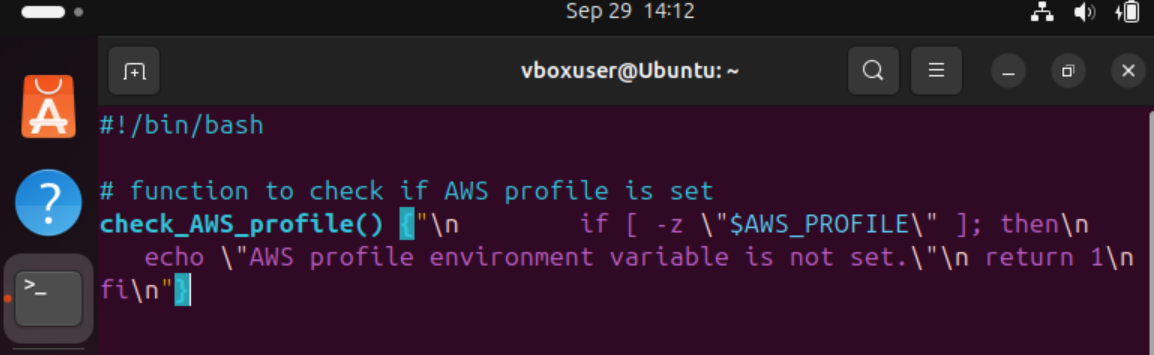 Sep 29 14:12
vboxuser@Ubuntu: ~
#!/bin/bash
# function to check if AWS profile is set
check_AWS_profile() {"\n        if [ -z \"$AWS_PROFILE\" ]; then\n
   echo \"AWS profile environment variable is not set.\"\n return 1\n
fi\n"}